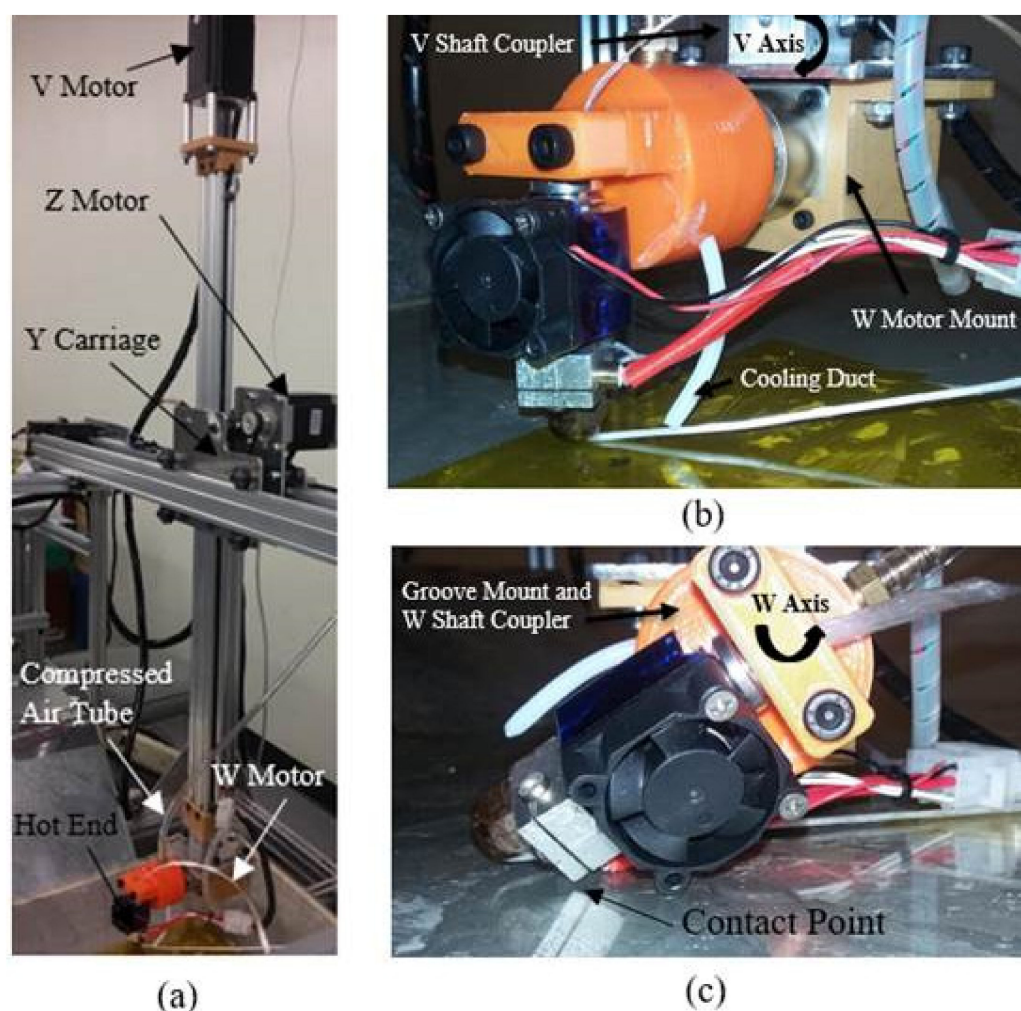 V Motor
Z Motor
Y Carriage
Compressed
Air Tube
W Motor
Hot End
(a)
V Shaft Coupler
V Axis
W Motor Mount
Cooling Duct
(b)
Groove Mount and
W Shaft Coupler
W Axis
Contact Point
(c)